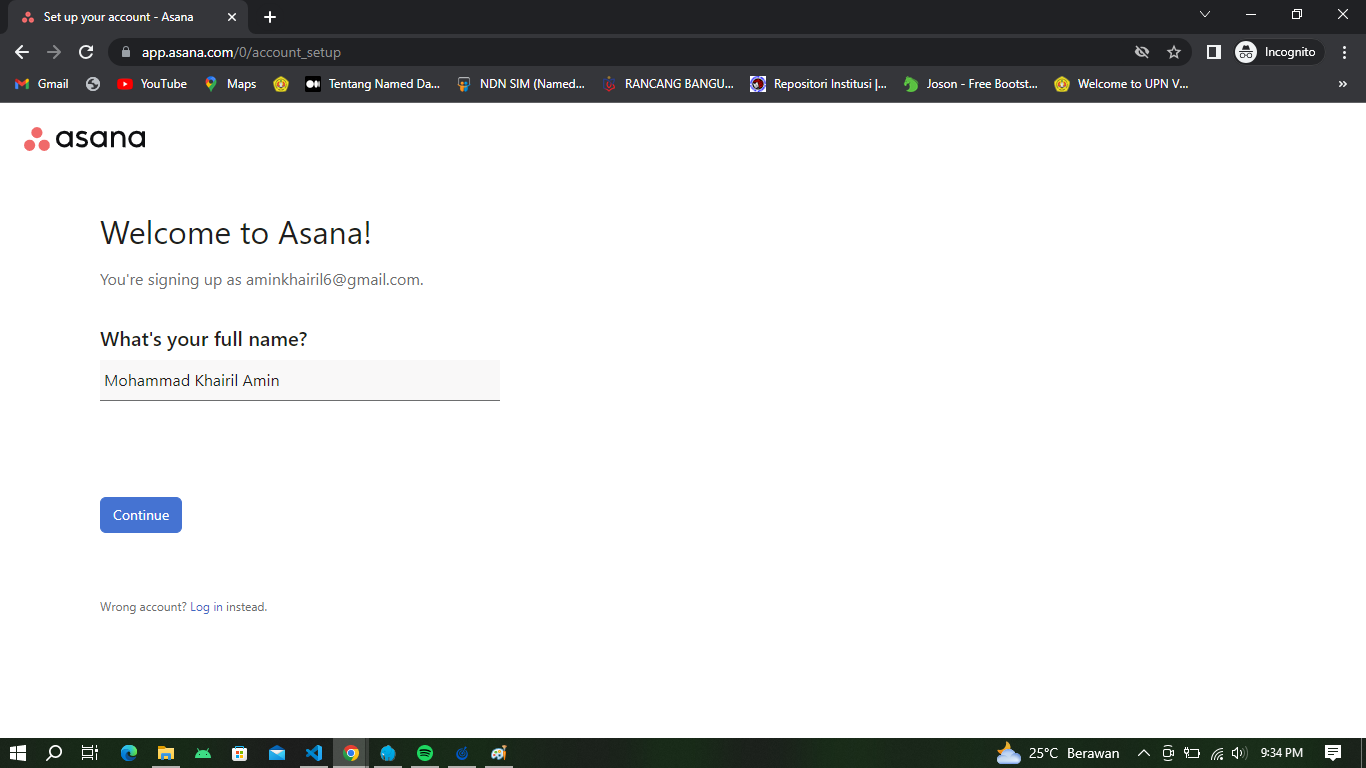 Set up your account - Asana
app.asana.com/0/account_setup
Incognito
Gmail
YouTube
Maps
Tentang Named Da...
NDN SIM (Named...
RANCANG BANGU...
Repositori Institusi |...
Joson - Free Bootst...
Welcome to UPN V...
»
asana
Welcome to Asana!
You're signing up as aminkhairil6@gmail.com.
What's your full name?
Mohammad Khairil Amin
Continue
Wrong account? Log in instead.
25°C Berawan
9:34 PM